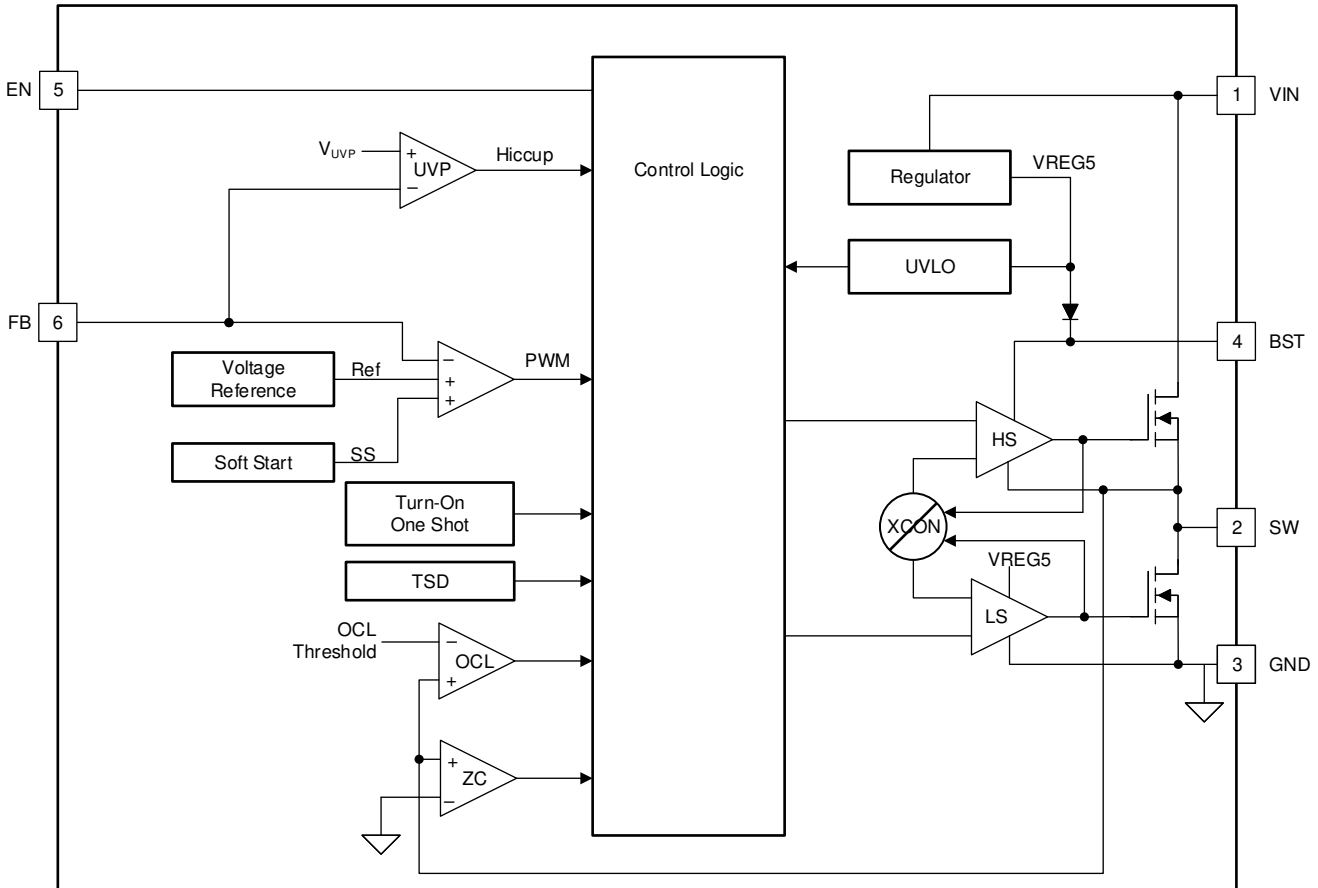 EN
5
1
VIN
VUVP
+
UVP
−
Hiccup
Control Logic
Regulator
VREG5
UVLO
FB
6
4
BST
Voltage
Reference
Ref
−
+
+
PWM
Soft Start
SS
HS
Turn-On
One Shot
XCON
2
SW
TSD
VREG5
LS
OCL
Threshold
−
OCL
+
3
GND
+
ZC
−